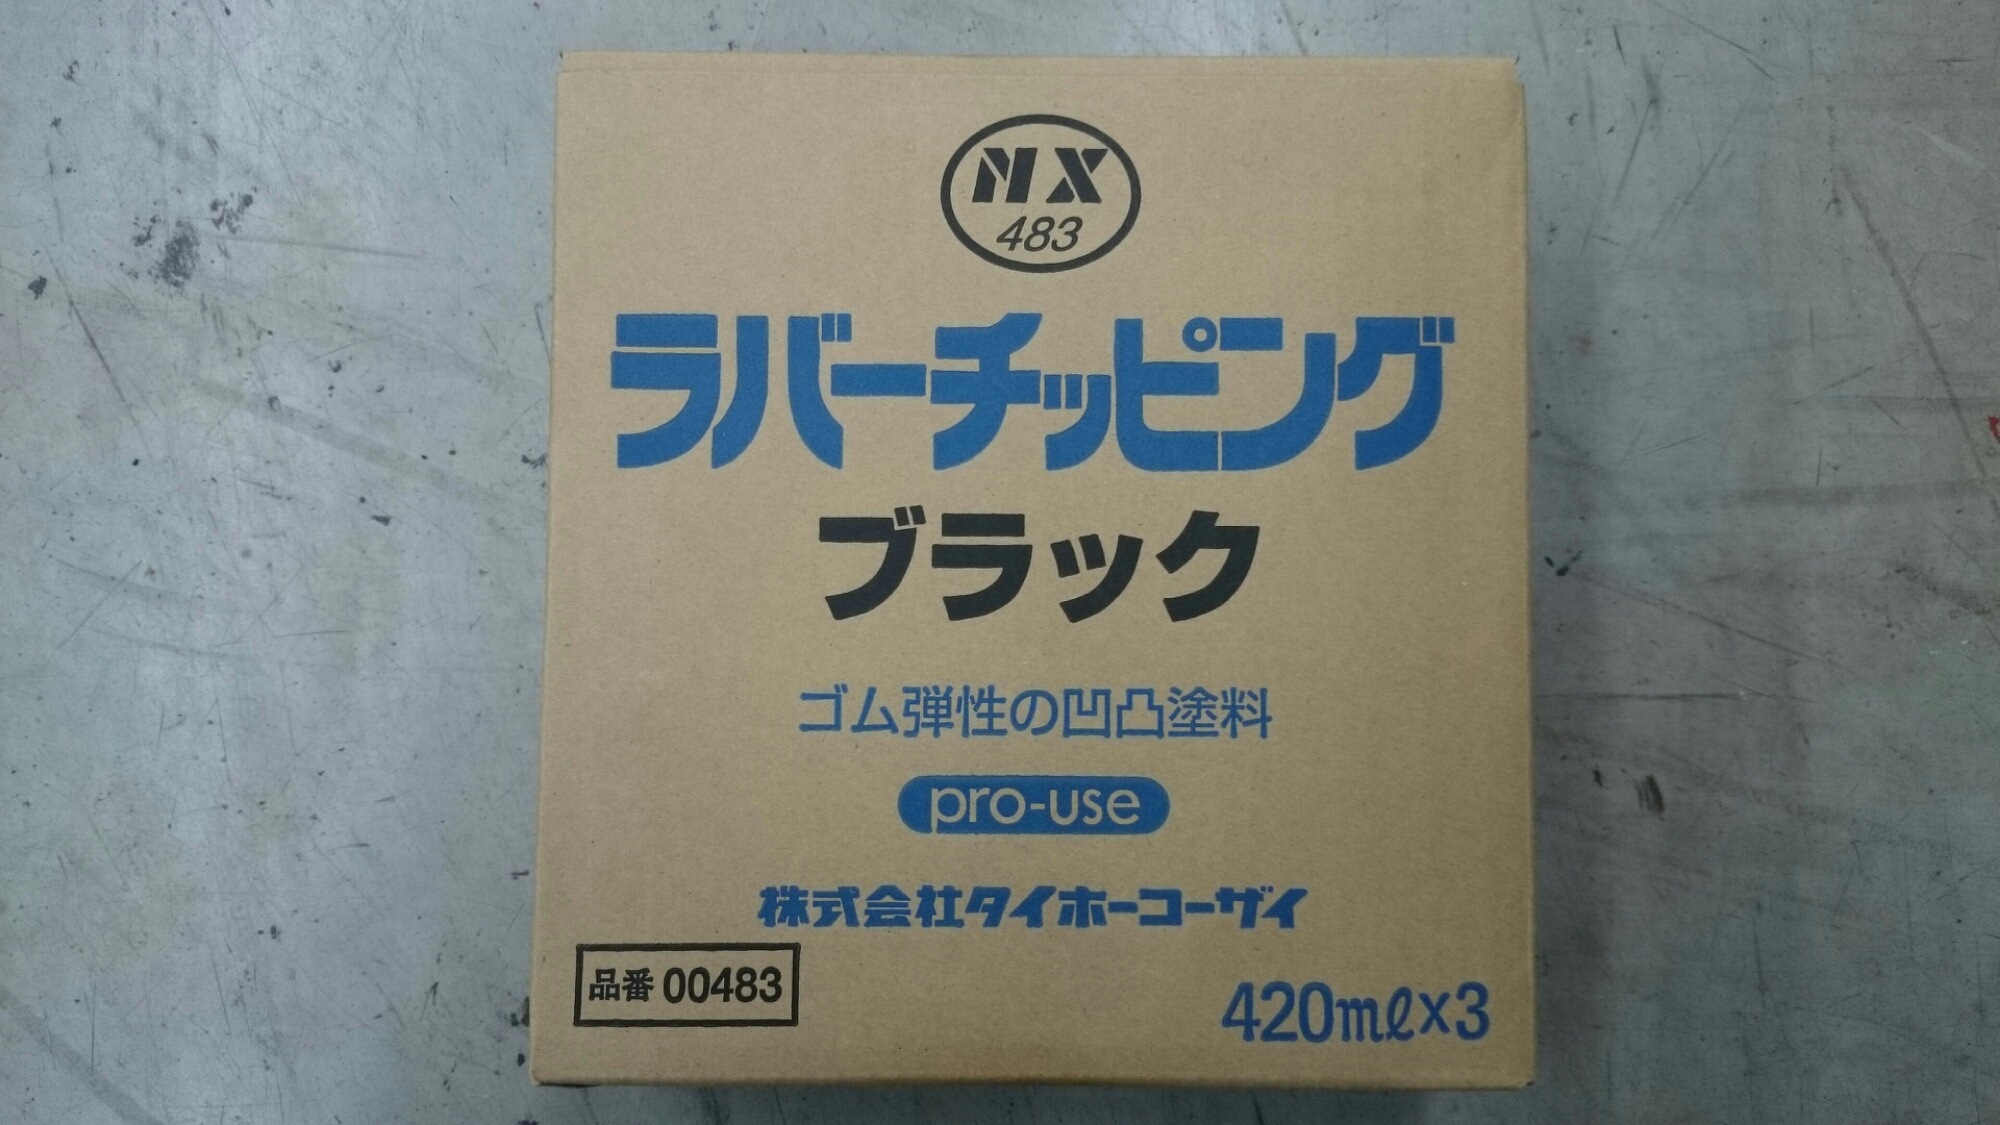 NX
483
ラバーチッピング
ブラック
ゴム弾性の凹凸塗料
pro-use
株式会社タイホーコーザイ
品番 00483
420mℓ×3